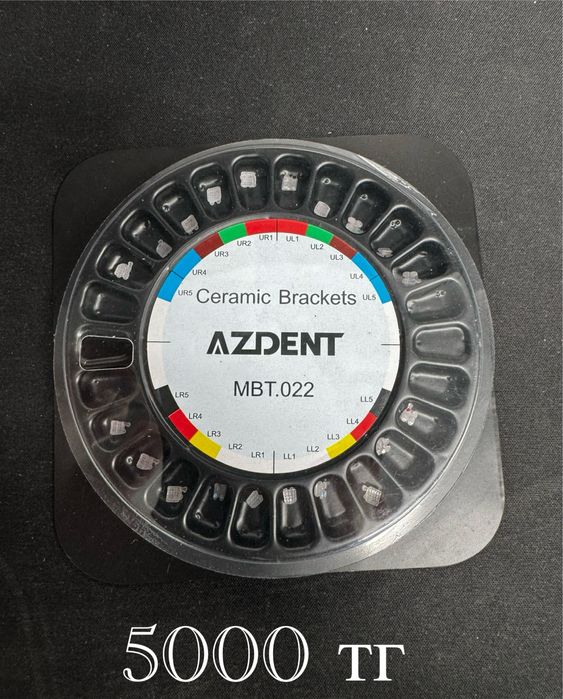 UR1 UL1
UR2 UL2
UR3 UL3
UR4 UL4
UR5 Ceramic Brackets UL5
AZDENT
MBT.022
LR5 LL5
LR4 LL4
LR3 LL3
LR2 LL2
LR1 LL1
5000 тг